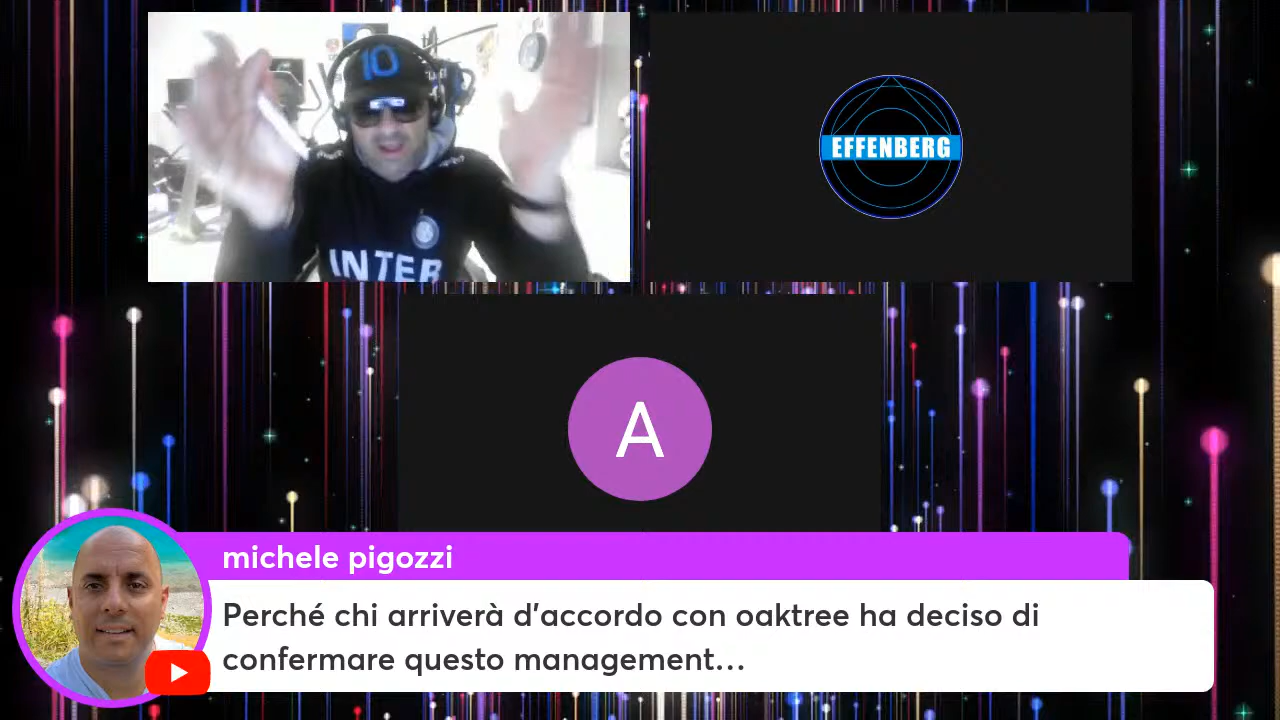 10
INTER
EFFENBERG
A
michele pigozzi
Perché chi arriverà d'accordo con oaktree ha deciso di
confermare questo management...